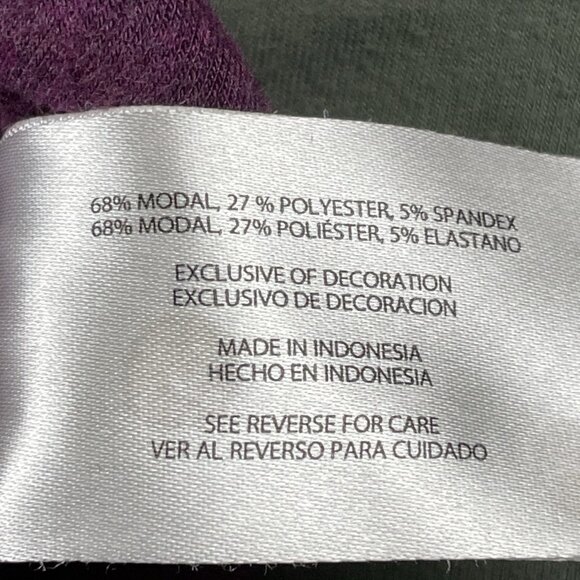 68% MODAL, 27 % POLYESTER, 5% SPANDEX
68% MODAL, 27% POLIÉSTER, 5% ELASTANO
EXCLUSIVE OF DECORATION
EXCLUSIVO DE DECORACION
MADE IN INDONESIA
HECHO EN INDONESIA
SEE REVERSE FOR CARE
VER AL REVERSO PARA CUIDADO